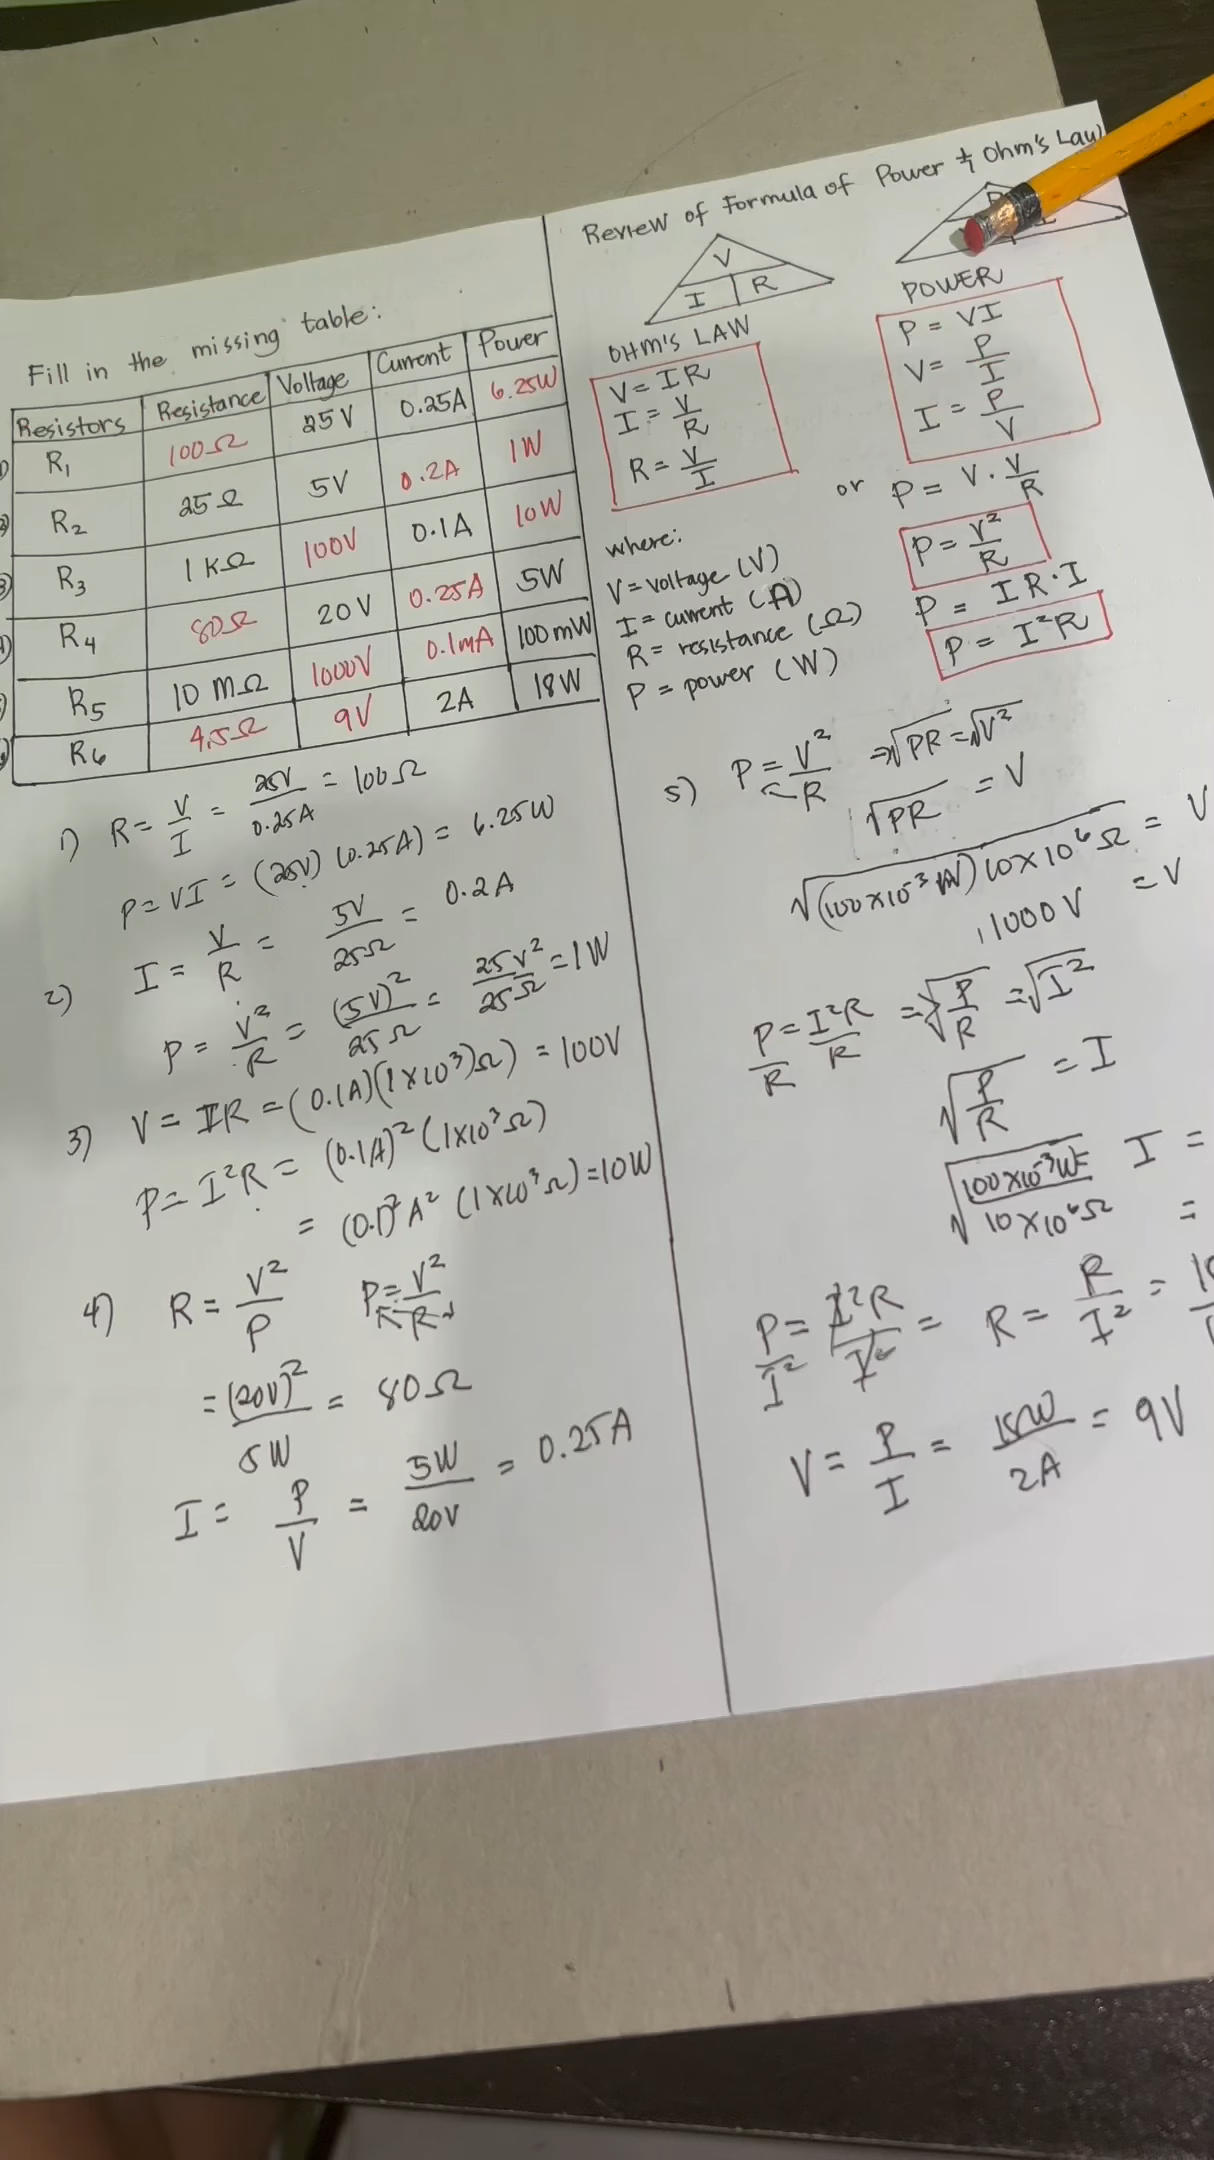 Fill in the missing table:
Resistors Resistance Voltage Current Power
R₁ 100Ω 25V 0.25A 6.25W
R₂ 25Ω 5V 0.2A 1W
R₃ 1kΩ 100V 0.1A 10W
R₄ 80Ω 20V 0.25A 5W
R₅ 10MΩ 1000V 0.1mA 100mW
R₆ 4.5Ω 9V 2A 18W
1) R = V/I = 25V/0.25A = 100Ω
P = VI = (25V)(0.25A) = 6.25W
2) I = V/R = 5V/25Ω = 0.2A
P = V²/R = (5V)²/25Ω = 25V²/25Ω = 1W
3) V = IR = (0.1A)(1×10³)Ω) = 100V
P = I²R = (0.1A)²(1×10³Ω)
= (0.1)²A²(1×10³Ω) = 10W
4) R = V²/P P = V²/R
= (20V)²/5W = 80Ω
I = P/V = 5W/20V = 0.25A
Review of Formula of Power & Ohm's Law
V
I R
OHM'S LAW
V = IR
I = V/R
R = V/I
where:
V = voltage (V)
I = current (A)
R = resistance (Ω)
P = power (W)
POWER
P = VI
V = P/I
I = P/V
or P = V·V/R
P = V²/R
P = IR·I
P = I²R
5) P = V²/R ⇒ √PR = √V²
√PR = V
√(100×10⁻³W)10×10⁶Ω = V
1000V = V
P/R = I²R/R ⇒ √P/R = √I²
√P/R = I
√100×10⁻³W/10×10⁶Ω = I =
=
P/I² = I²R/I² = R = R/I² =
V = P/I = 18W/2A = 9V